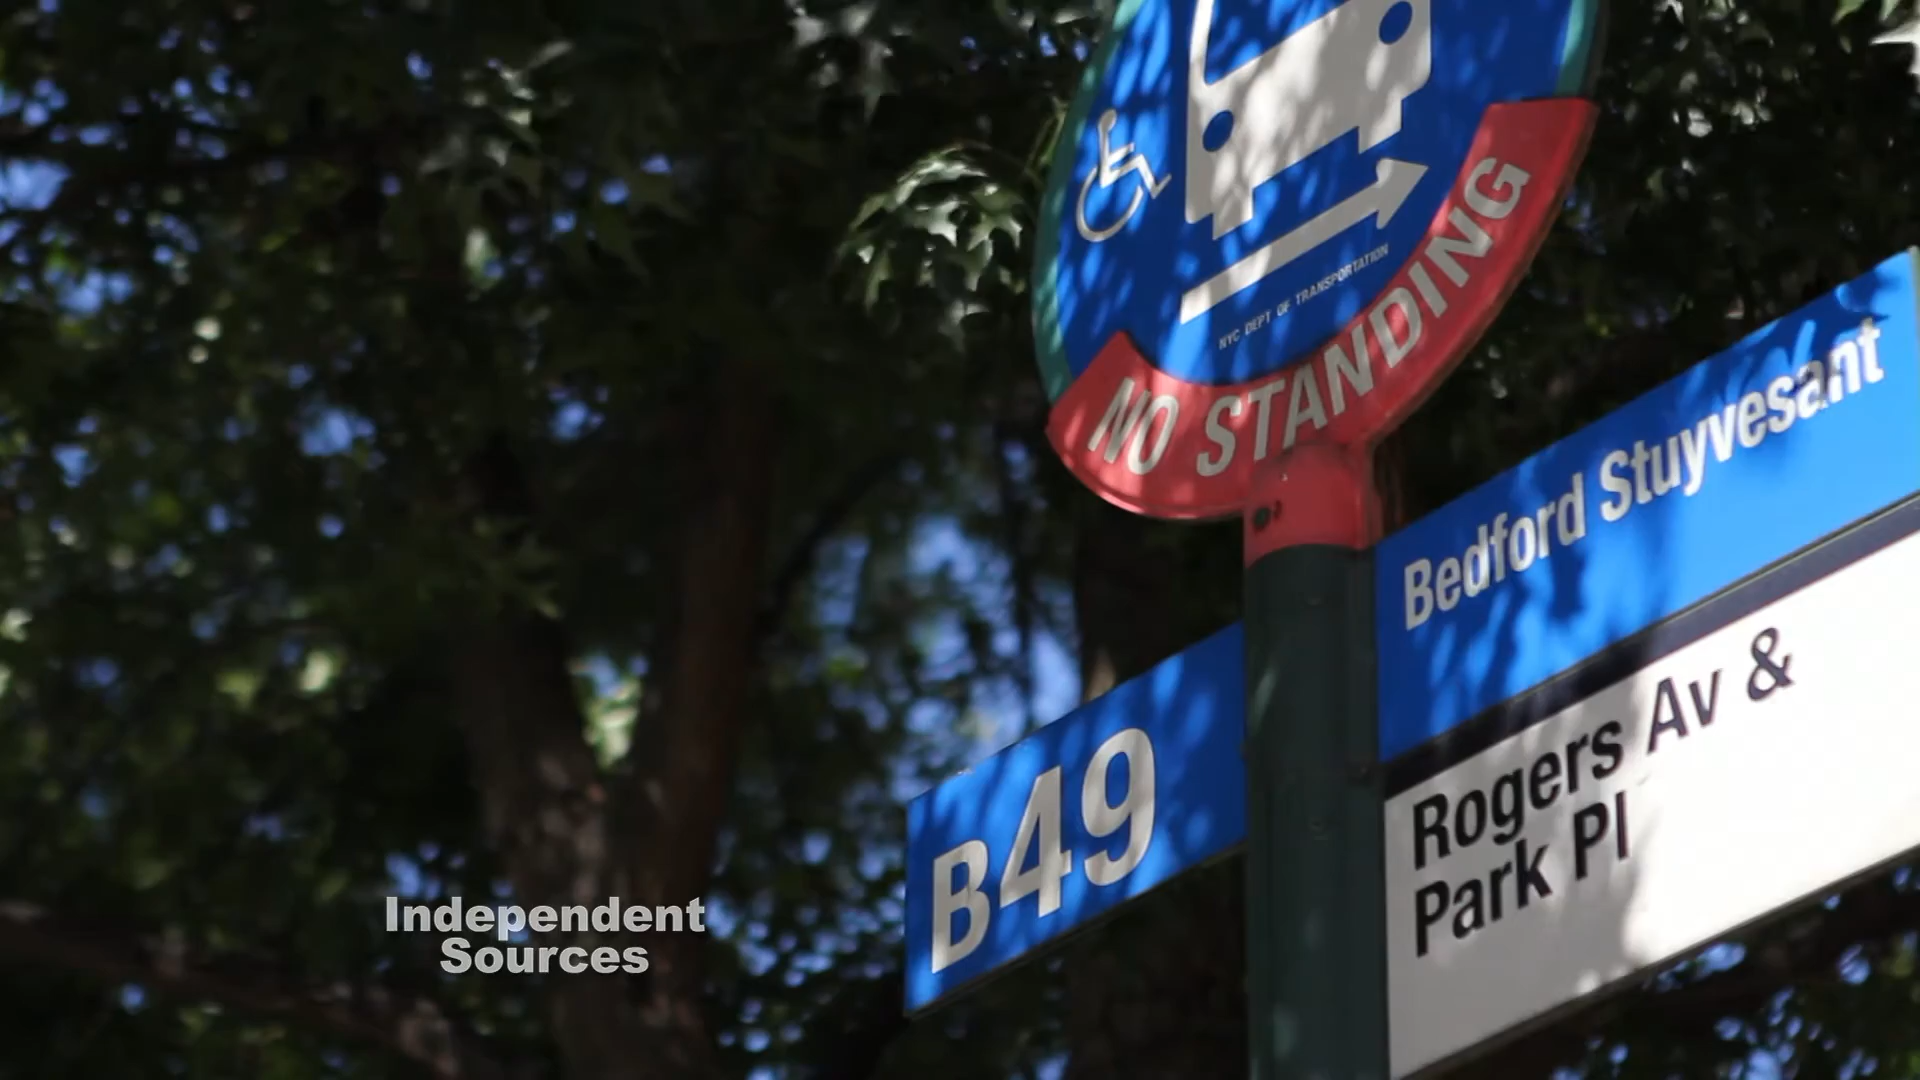 NYC DEPT OF TRANSPORTATION
NO STANDING
Bedford Stuyvesant
B49
Rogers Av &
Park Pl
Independent
Sources